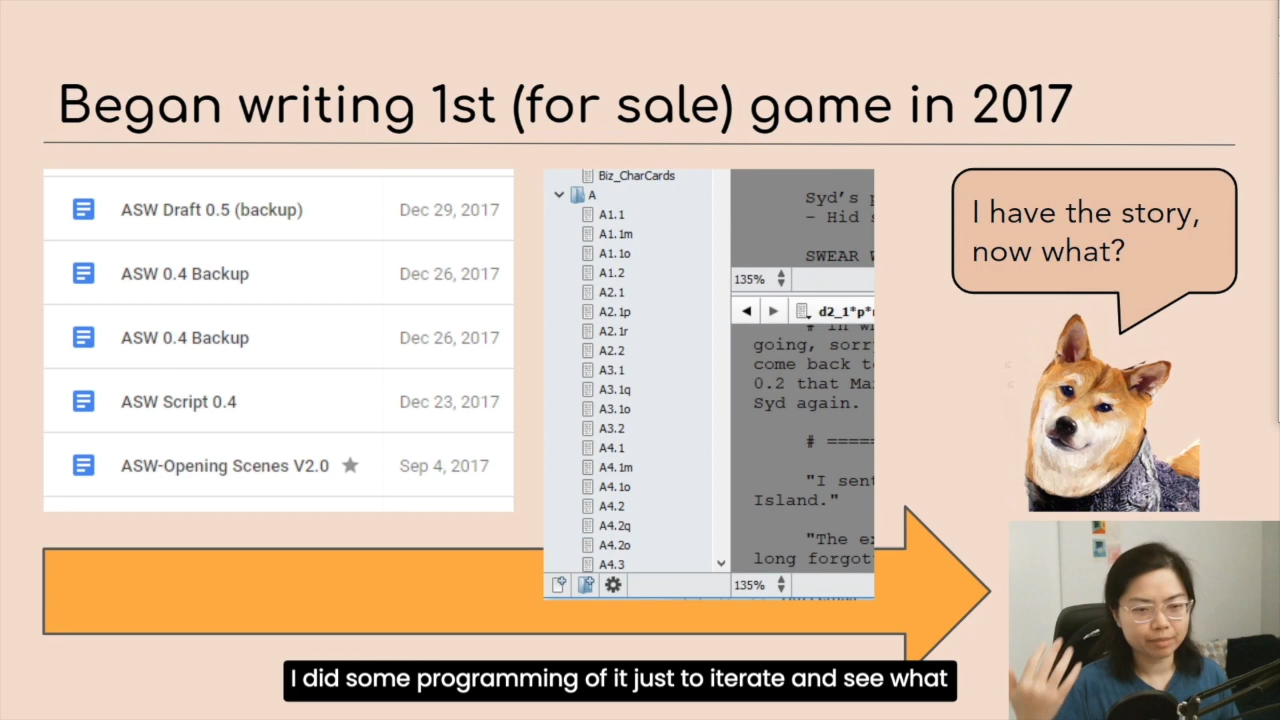 Began writing 1st (for sale) game in 2017
ASW Draft 0.5 (backup) Dec 29, 2017
ASW 0.4 Backup Dec 26, 2017
ASW 0.4 Backup Dec 26, 2017
ASW Script 0.4 Dec 23, 2017
ASW-Opening Scenes V2.0 Sep 4, 2017
Biz_CharCards
A
A1.1
A1.1m
A1.1o
A1.2
A2.1
A2.1p
A2.1r
A2.2
A3.1
A3.1q
A3.1o
A3.2
A4.1
A4.1m
A4.1o
A4.2
A4.2q
A4.2o
A4.3
Syd's p
- Hid s
SWEAR W
135%
d2_1*p*
# In w
going, sorr
come back to
0.2 that Ma
Syd again.
# =====
"I sent
Island."
"The ex
long forgot
135%
I have the story,
now what?
I did some programming of it just to iterate and see what